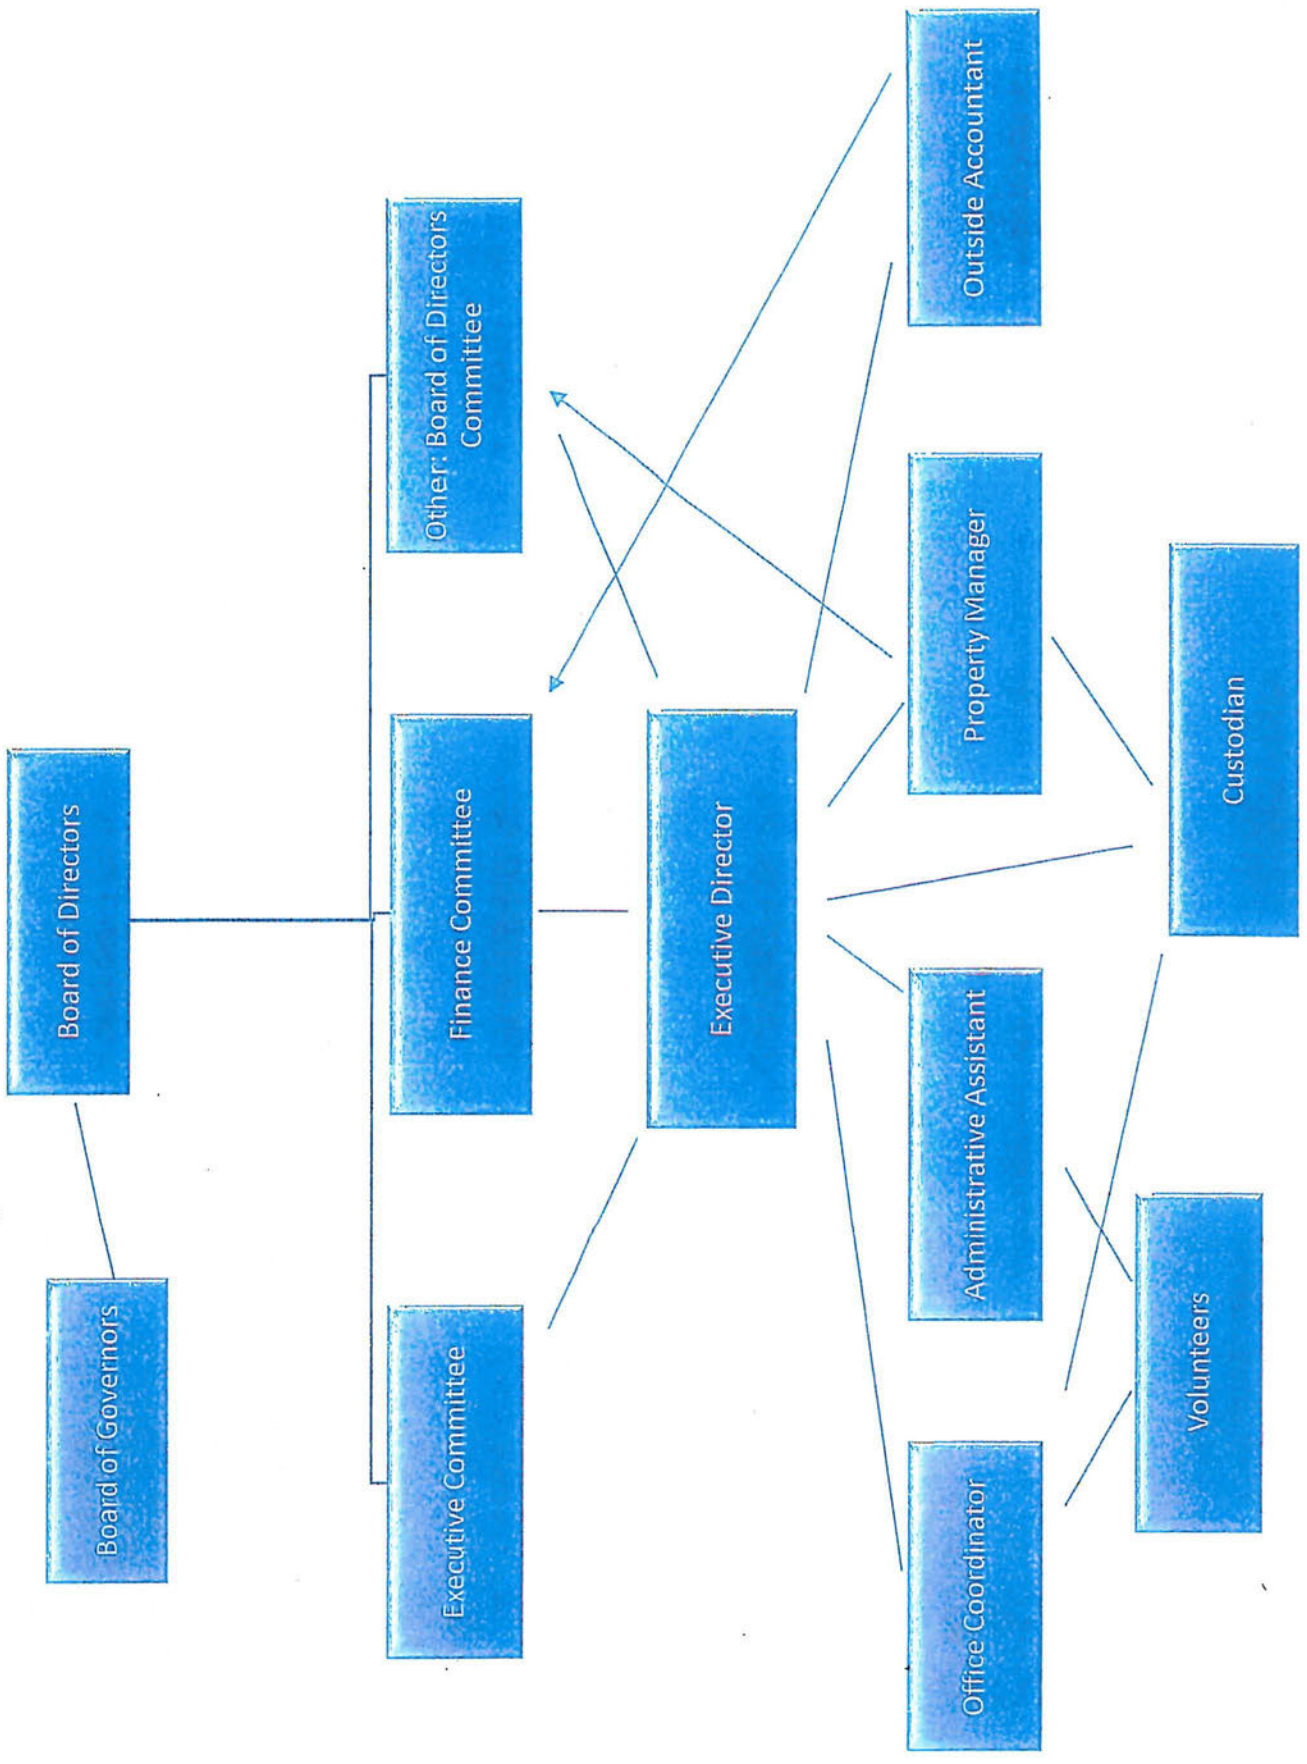 Board of Governors
Board of Directors
Executive Committee
Finance Committee
Other: Board of Directors
Committee
Executive Director
Office Coordinator
Administrative Assistant
Property Manager
Outside Accountant
Volunteers
Custodian